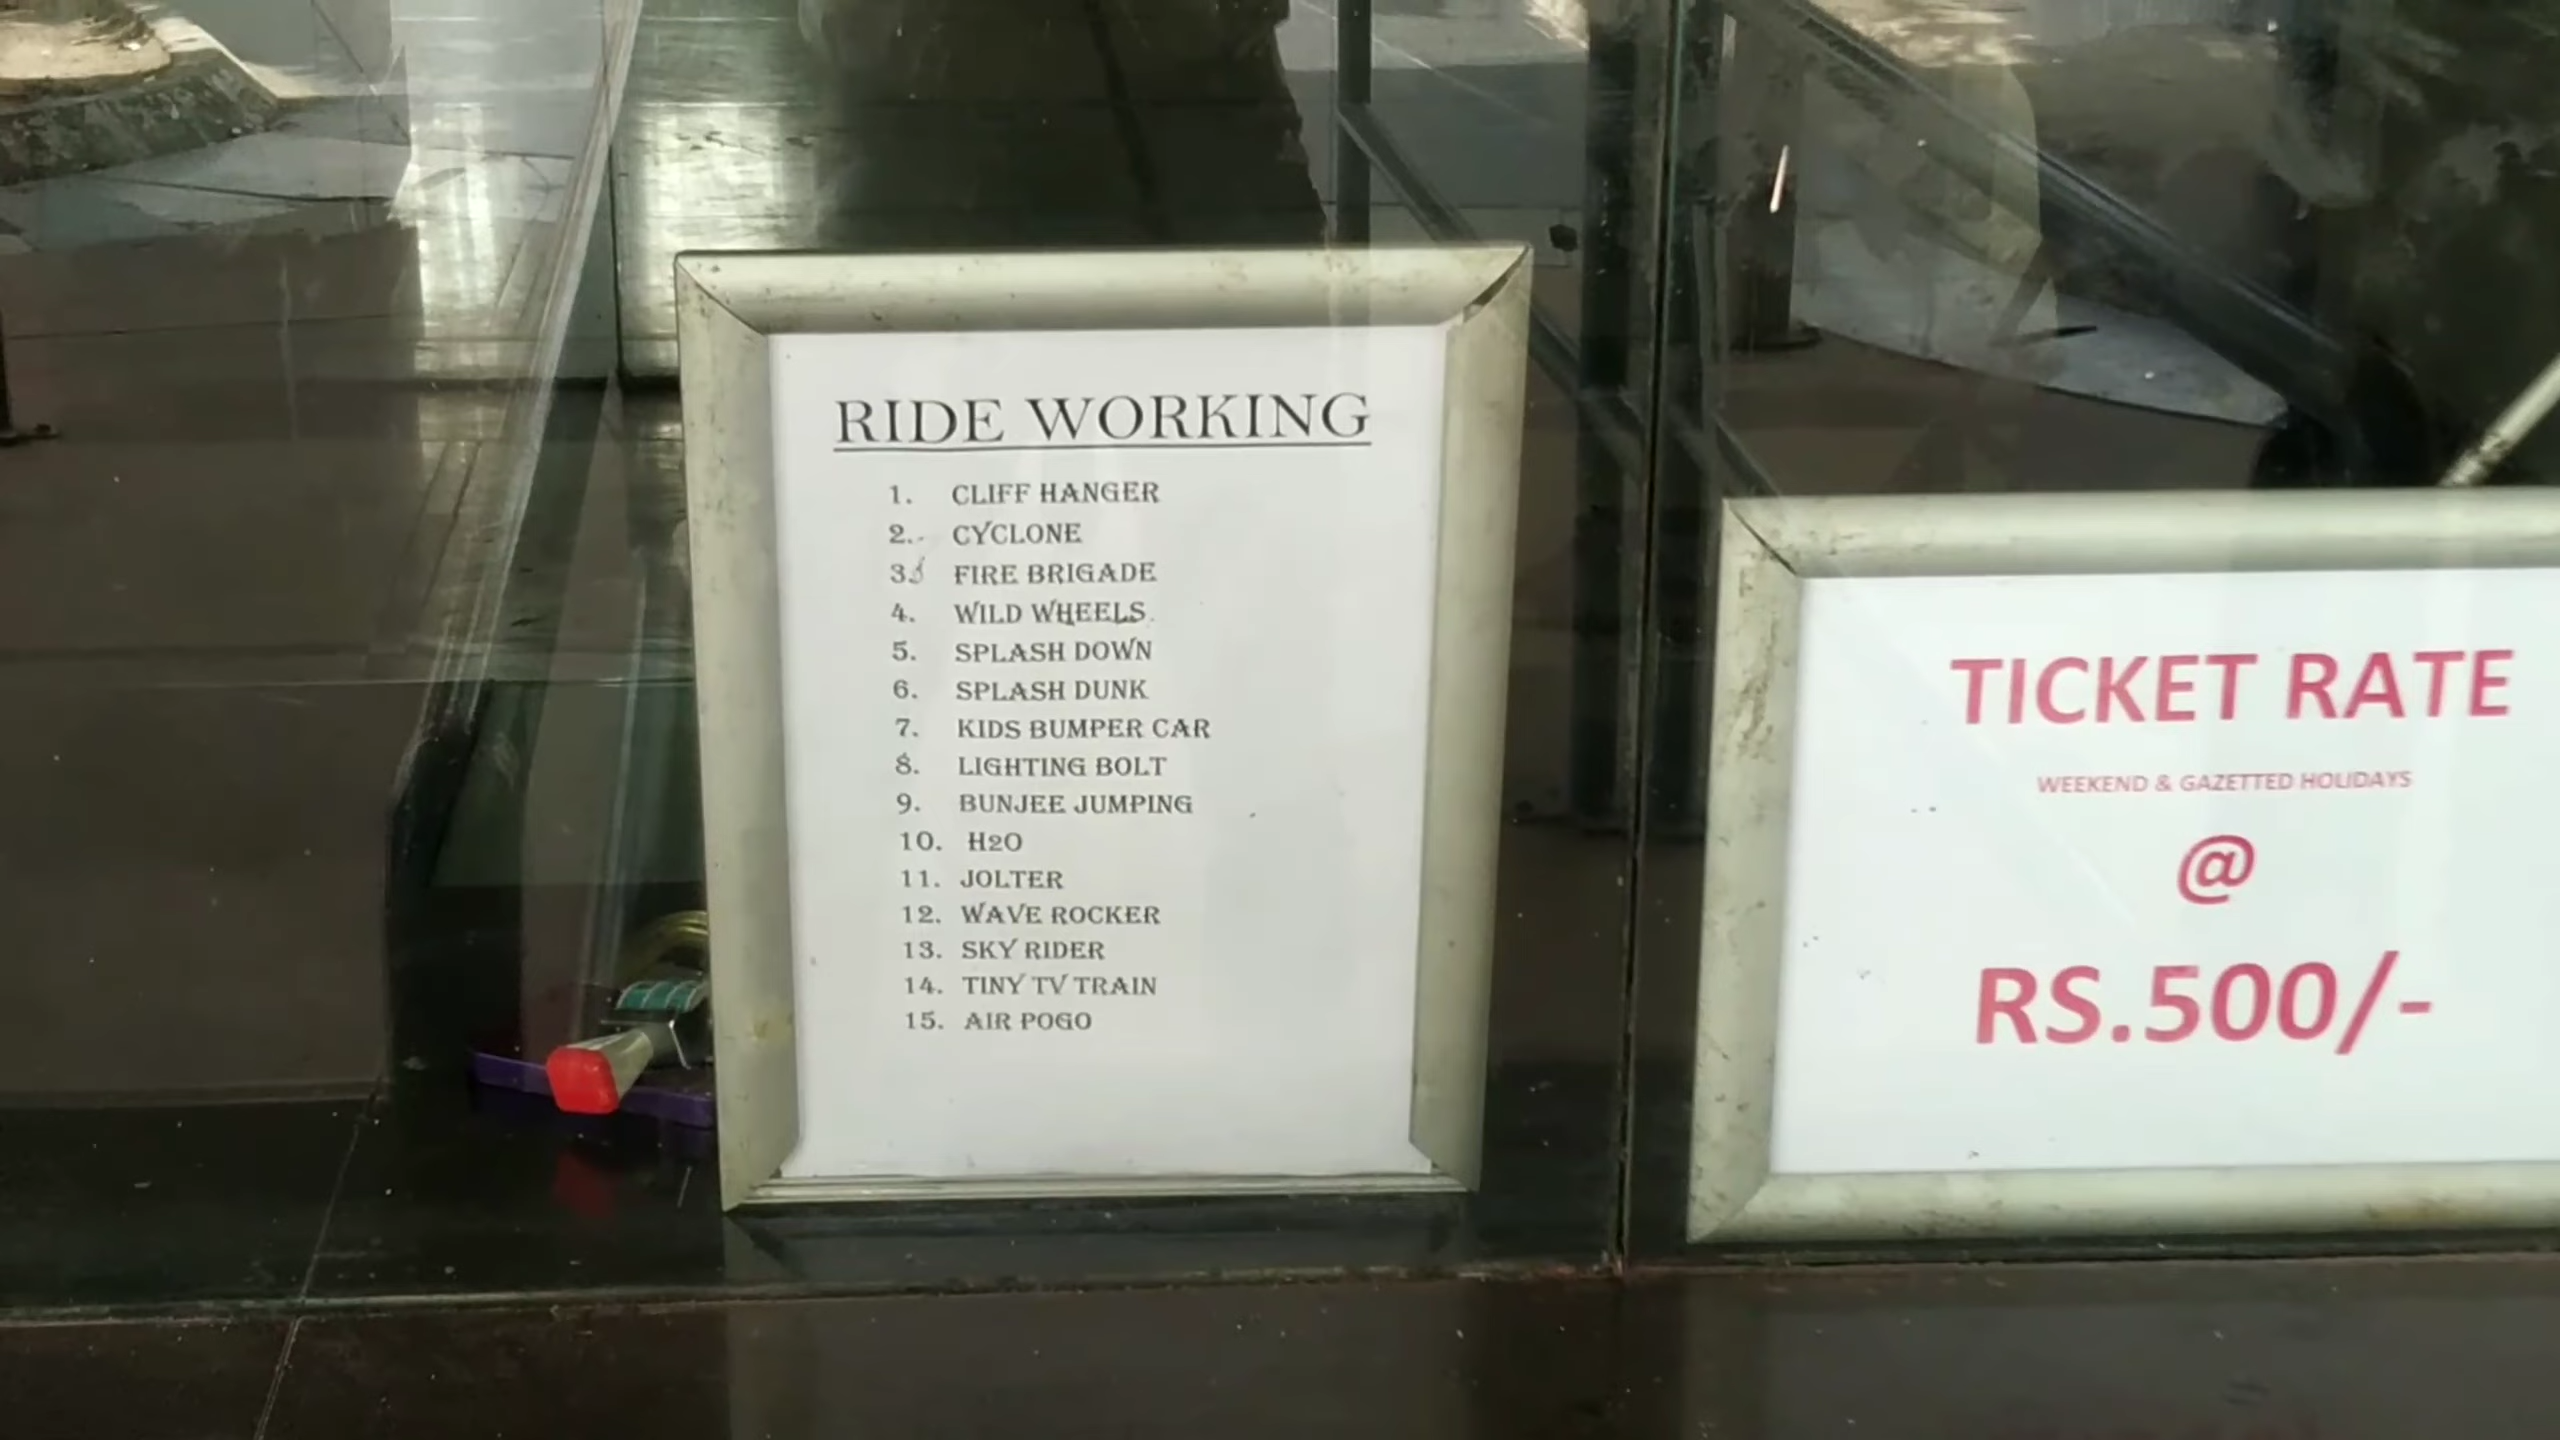 RIDE WORKING
1. CLIFF HANGER
2. CYCLONE
3. FIRE BRIGADE
4. WILD WHEELS
5. SPLASH DOWN
6. SPLASH DUNK
7. KIDS BUMPER CAR
8. LIGHTING BOLT
9. BUNJEE JUMPING
10. H2O
11. JOLTER
12. WAVE ROCKER
13. SKY RIDER
14. TINY TV TRAIN
15. AIR POGO
TICKET RATE
WEEKEND & GAZETTED HOLIDAYS
@
RS.500/-